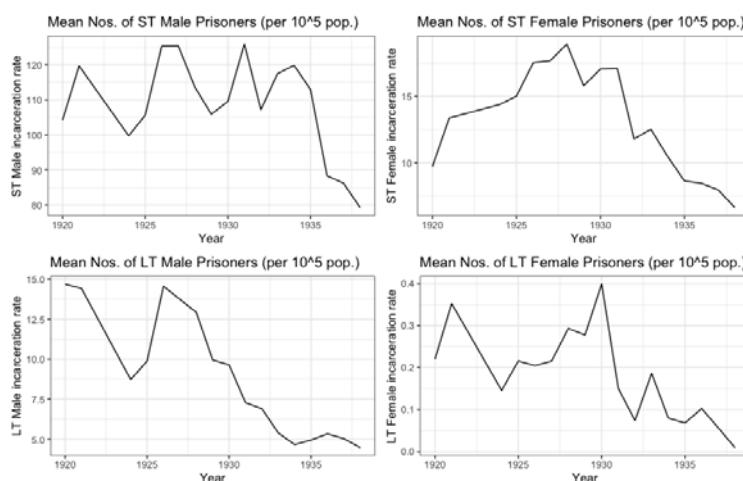 Mean Nos. of ST Male Prisoners (per 10^5 pop.)
ST Male incarceration rate
120
110
100
90
80
1920
1925
1930
1935
Year
Mean Nos. of ST Female Prisoners (per 10^5 pop.)
ST Female incarceration rate
15
10
1920
1925
1930
1935
Year
Mean Nos. of LT Male Prisoners (per 10^5 pop.)
LT Male incarceration rate
15.0
12.5
10.0
7.5
5.0
1920
1925
1930
1935
Year
Mean Nos. of LT Female Prisoners (per 10^5 pop.)
LT Female incarceration rate
0.4
0.3
0.2
0.1
0.0
1920
1925
1930
1935
Year